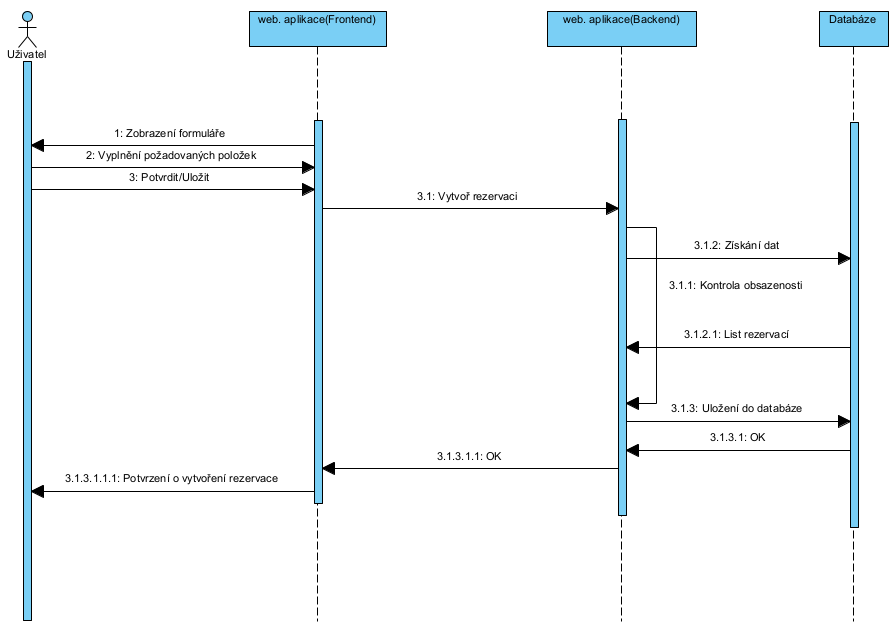 web. aplikace(Frontend)
web. aplikace(Backend)
Databáze
Uživatel
1: Zobrazení formuláře
2: Vyplnění požadovaných položek
3: Potvrdit/Uložit
3.1: Vytvoř rezervaci
3.1.2: Získání dat
3.1.1: Kontrola obsazenosti
3.1.2.1: List rezervací
3.1.3: Uložení do databáze
3.1.3.1: OK
3.1.3.1.1: OK
3.1.3.1.1.1: Potvrzení o vytvoření rezervace